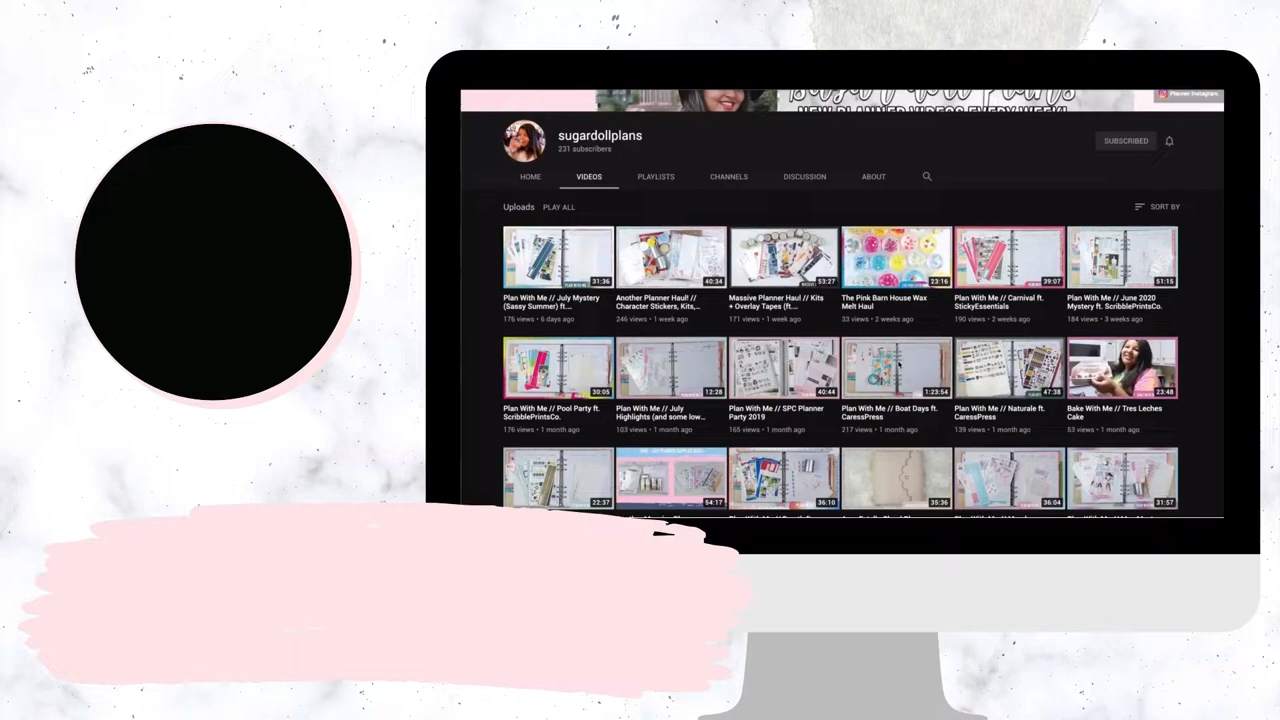 NEW PLANNER VIDEOS EVERY WEEK!
Planner Instagram
sugardollplans
231 subscribers
SUBSCRIBED
HOME VIDEOS PLAYLISTS CHANNELS DISCUSSION ABOUT
Uploads PLAY ALL
SORT BY
31:36 40:34 53:27 23:16 39:07 51:15
Plan With Me // July Mystery
(Sassy Summer) ft....
176 views • 6 days ago
Another Planner Haul! //
Character Stickers, Kits,...
246 views • 1 week ago
Massive Planner Haul // Kits
+ Overlay Tapes (ft....
171 views • 1 week ago
The Pink Barn House Wax
Melt Haul
33 views • 2 weeks ago
Plan With Me // Carnival ft.
StickyEssentials
190 views • 2 weeks ago
Plan With Me // June 2020
Mystery ft. ScribblePrintsCo.
184 views • 3 weeks ago
30:05 12:28 40:44 1:23:54 47:38 23:48
Plan With Me // Pool Party ft.
ScribblePrintsCo.
176 views • 1 month ago
Plan With Me // July
Highlights (and some low...
103 views • 1 month ago
Plan With Me // SPC Planner
Party 2019
165 views • 1 month ago
Plan With Me // Boat Days ft.
CaressPress
217 views • 1 month ago
Plan With Me // Naturale ft.
CaressPress
139 views • 1 month ago
Bake With Me // Tres Leches
Cake
53 views • 1 month ago
22:37 54:17 36:10 35:36 36:04 31:57